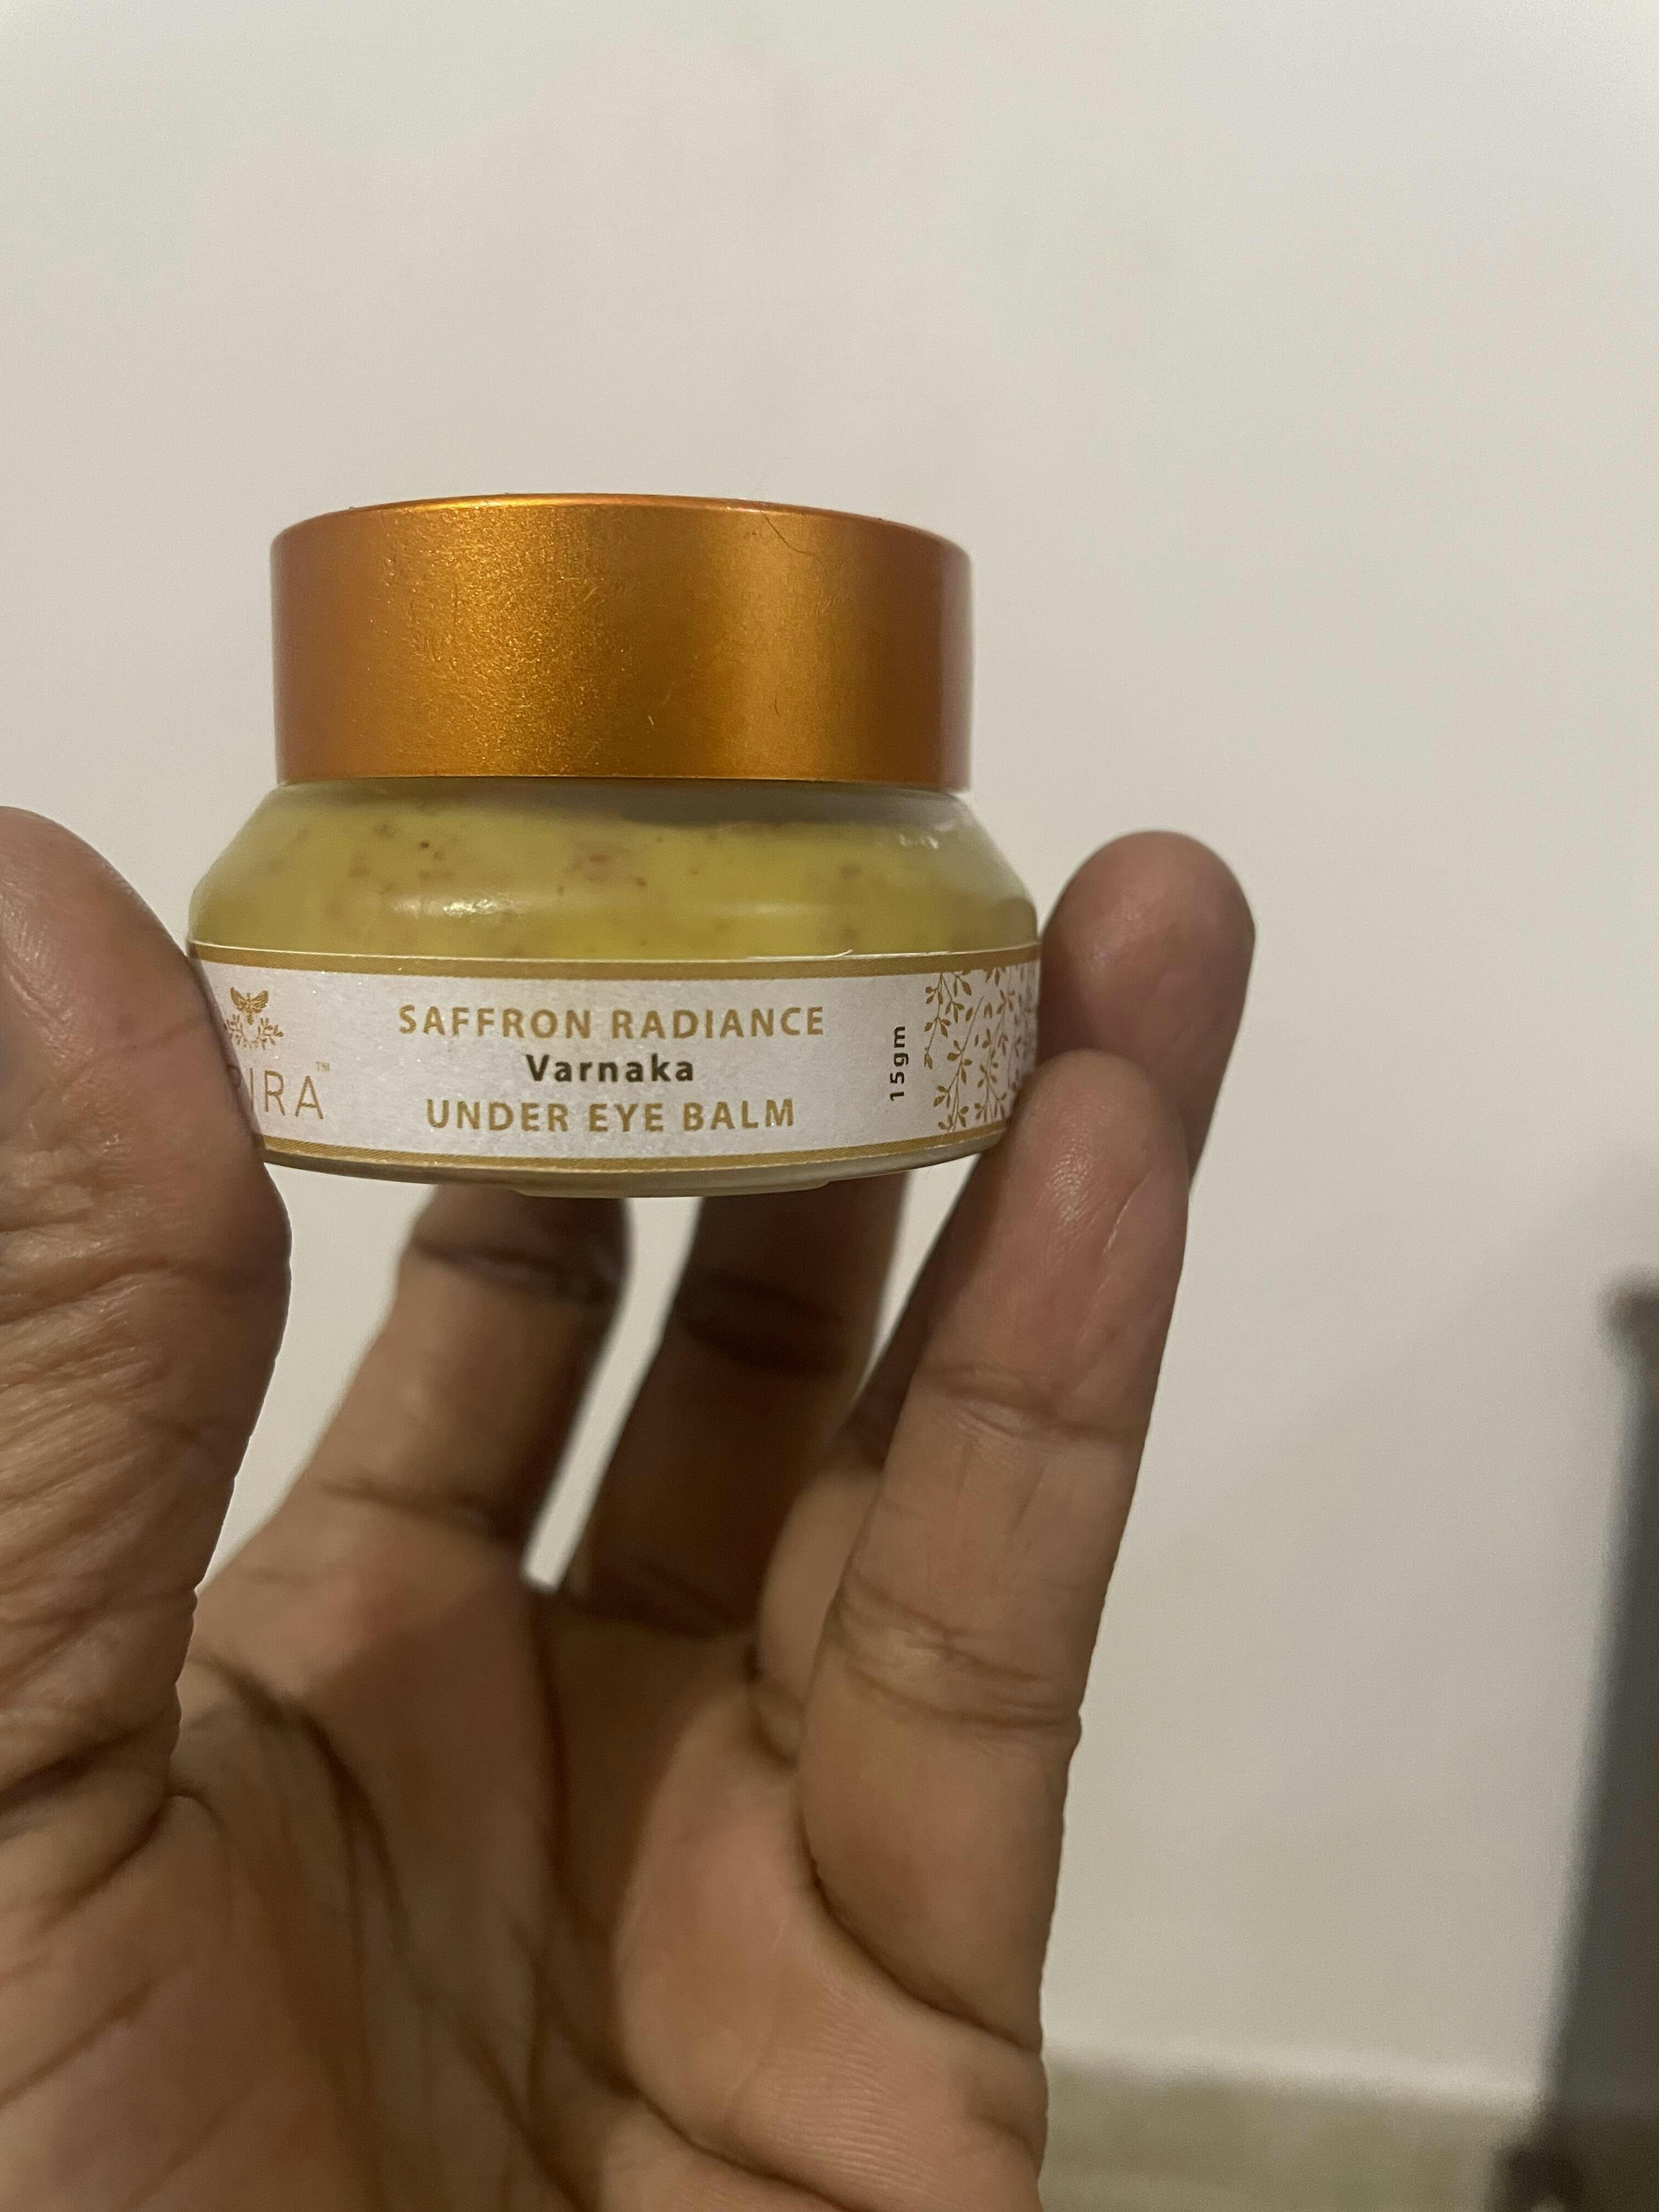 SAFFRON RADIANCE
Varnaka
UNDER EYE BALM
15gm